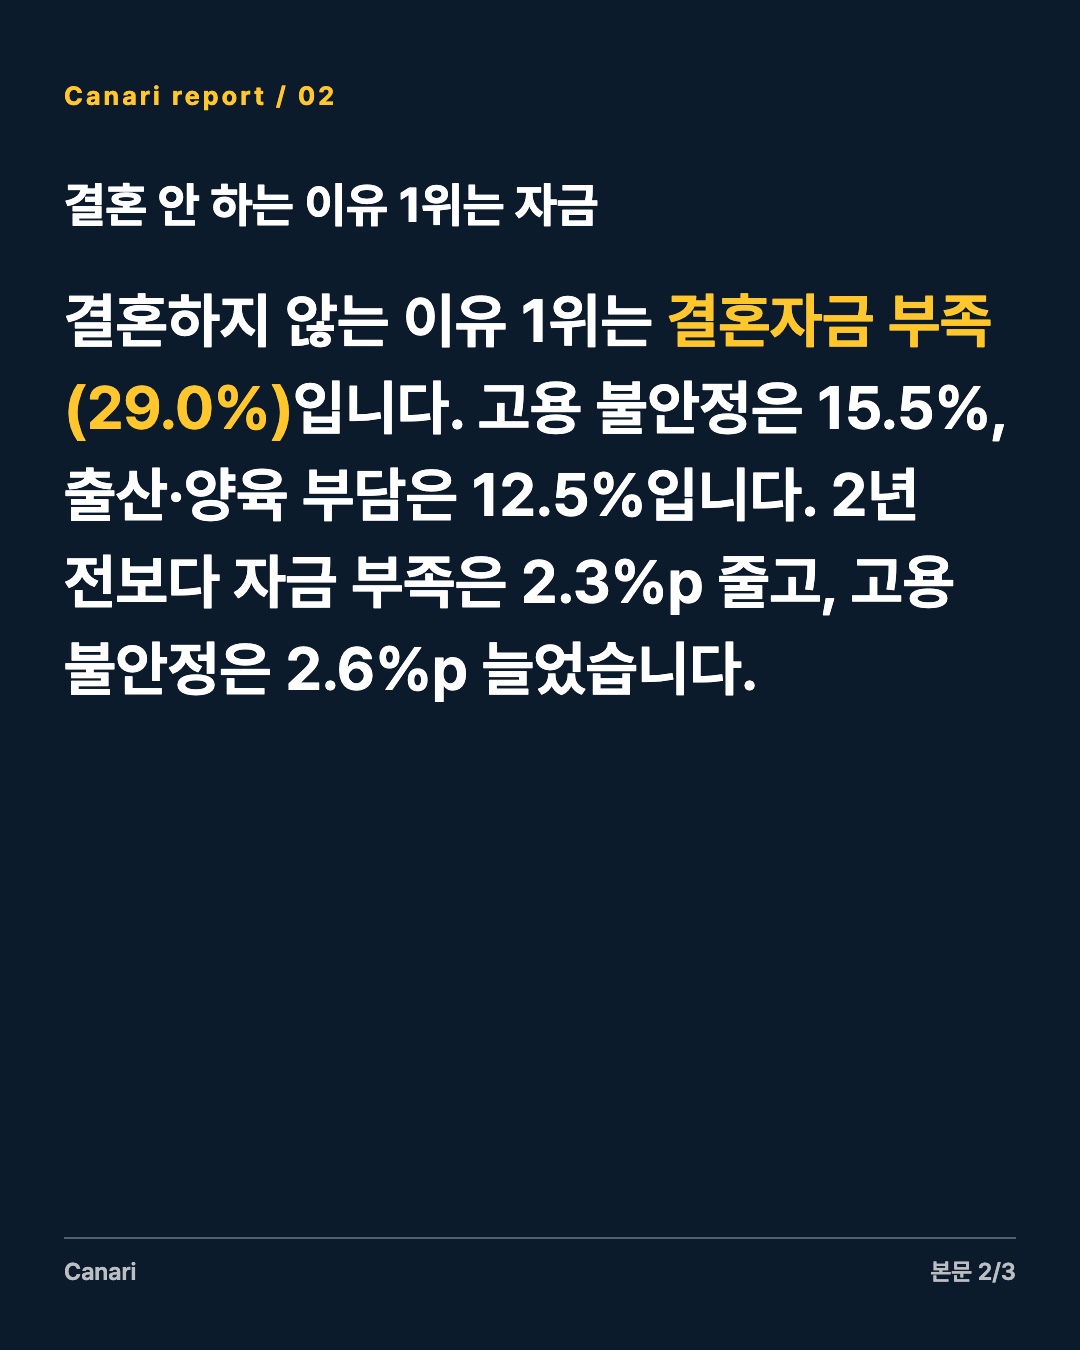 Canari report / 02
결혼 안 하는 이유 1위는 자금
결혼하지 않는 이유 1위는 결혼자금 부족
(29.0%)입니다. 고용 불안정은 15.5%,
출산·양육 부담은 12.5%입니다. 2년
전보다 자금 부족은 2.3%p 줄고, 고용
불안정은 2.6%p 늘었습니다.
Canari
본문 2/3